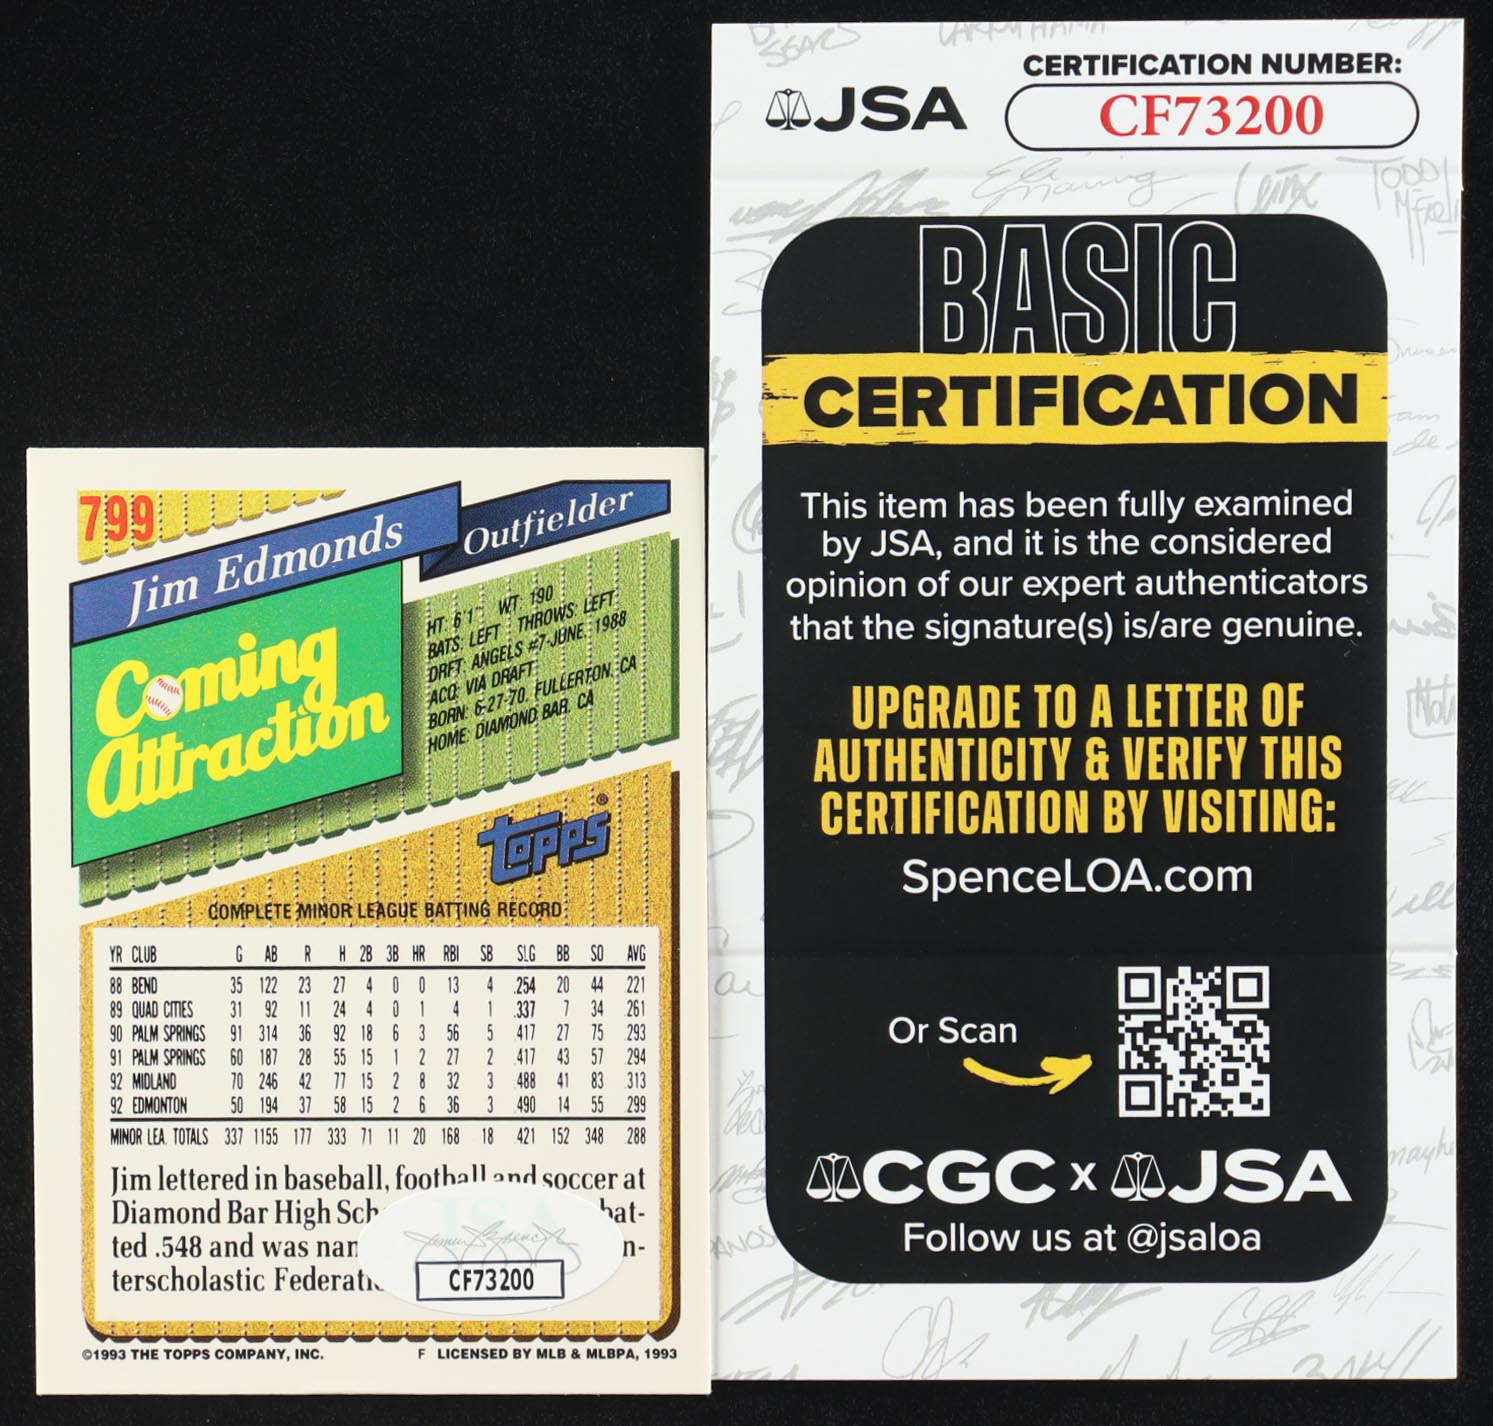 799
Jim Edmonds
Outfielder
Coming
Attraction
HT: 6'1" WT: 190
BATS: LEFT THROWS: LEFT
DRFT: ANGELS #7-JUNE, 1988
ACQ: VIA DRAFT
BORN: 6-27-70, FULLERTON, CA
HOME: DIAMOND BAR, CA
topps®
COMPLETE MINOR LEAGUE BATTING RECORD
YR CLUB G AB R H 2B 3B HR RBI SB SLG BB SO AVG
88 BEND 35 122 23 27 4 0 0 13 4 .254 20 44 .221
89 QUAD CITIES 31 92 11 24 4 0 1 4 1 .337 7 34 .261
90 PALM SPRINGS 91 314 36 92 18 6 3 56 5 .417 27 75 .293
91 PALM SPRINGS 60 187 28 55 15 1 2 27 2 .417 43 57 .294
92 MIDLAND 70 246 42 77 15 2 8 32 3 .488 41 83 .313
92 EDMONTON 50 194 37 58 15 2 6 36 3 .490 14 55 .299
MINOR LEA. TOTALS 337 1155 177 333 71 11 20 168 18 .421 152 348 .288
Jim lettered in baseball, football and soccer at
Diamond Bar High Sch bat-
ted .548 and was nan n-
terscholastic Federati
JSA
CF73200
©1993 THE TOPPS COMPANY, INC. F LICENSED BY MLB & MLBPA, 1993
JSA
CERTIFICATION NUMBER:
CF73200
BASIC
CERTIFICATION
This item has been fully examined
by JSA, and it is the considered
opinion of our expert authenticators
that the signature(s) is/are genuine.
UPGRADE TO A LETTER OF
AUTHENTICITY & VERIFY THIS
CERTIFICATION BY VISITING:
SpenceLOA.com
Or Scan
CGC x JSA
Follow us at @jsaloa